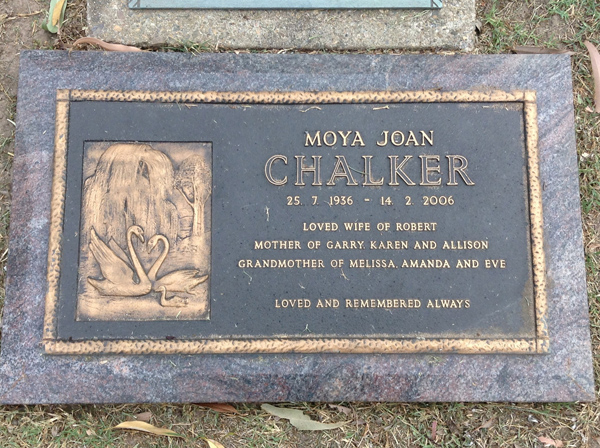 MOYA JOAN
CHALKER
25. 7. 1936 - 14. 2. 2006
LOVED WIFE OF ROBERT
MOTHER OF GARRY, KAREN AND ALLISON
GRANDMOTHER OF MELISSA, AMANDA AND EVE
LOVED AND REMEMBERED ALWAYS